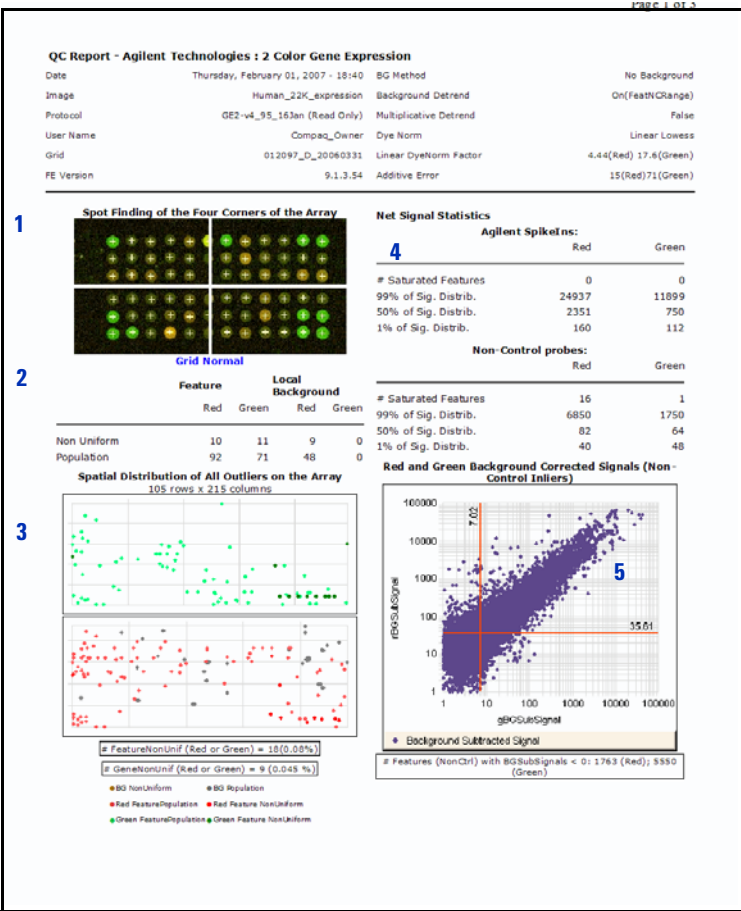 Page 1 of 3
QC Report - Agilent Technologies : 2 Color Gene Expression
Date Thursday, February 01, 2007 - 18:40 BG Method No Background
Image Human_22K_expression Background Detrend On(FeatNCRange)
Protocol GE2-v4_95_16Jan (Read Only) Multiplicative Detrend False
User Name Compaq_Owner Dye Norm Linear Lowess
Grid 012097_D_20060331 Linear DyeNorm Factor 4.44(Red) 17.6(Green)
FE Version 9.1.3.54 Additive Error 15(Red)71(Green)
1
Spot Finding of the Four Corners of the Array
Grid Normal
2
Feature Local Background
Red Green Red Green
Non Uniform 10 11 9 0
Population 92 71 48 0
Spatial Distribution of All Outliers on the Array
105 rows x 215 columns
3
# FeatureNonUnif (Red or Green) = 18(0.08%)
# GeneNonUnif (Red or Green) = 9 (0.045 %)
BG NonUniform BG Population
Red FeaturePopulation Red Feature NonUniform
Green FeaturePopulation Green Feature NonUniform
Net Signal Statistics
Agilent SpikeIns:
4
Red Green
# Saturated Features 0 0
99% of Sig. Distrib. 24937 11899
50% of Sig. Distrib. 2351 750
1% of Sig. Distrib. 160 112
Non-Control probes:
Red Green
# Saturated Features 16 1
99% of Sig. Distrib. 6850 1750
50% of Sig. Distrib. 82 64
1% of Sig. Distrib. 40 48
Red and Green Background Corrected Signals (Non-
Control Inliers)
100000
10000
1000
100
10
1
rBGSubSignal
7.02
5
35.81
1 10 100 1000 10000 100000
gBGSubSignal
Background Subtracted Signal
# Features (NonCtrl) with BGSubSignals < 0: 1763 (Red); 5550
(Green)